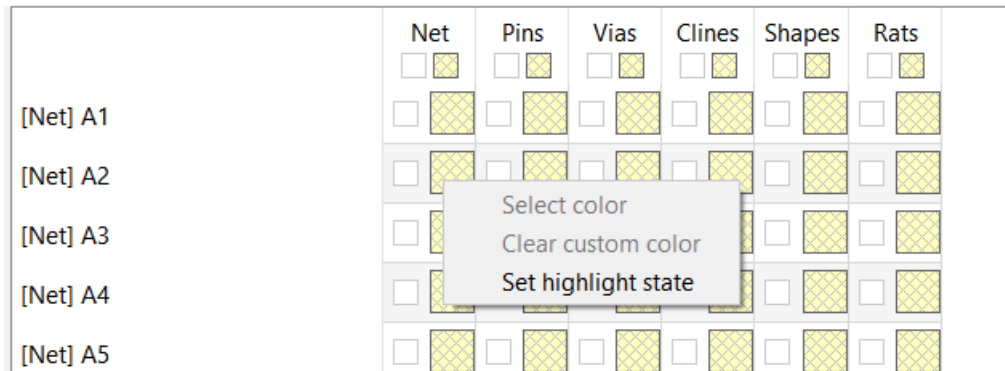 Net Pins Vias Clines Shapes Rats
[Net] A1
[Net] A2
Select color
[Net] A3
Clear custom color
Set highlight state
[Net] A4
[Net] A5